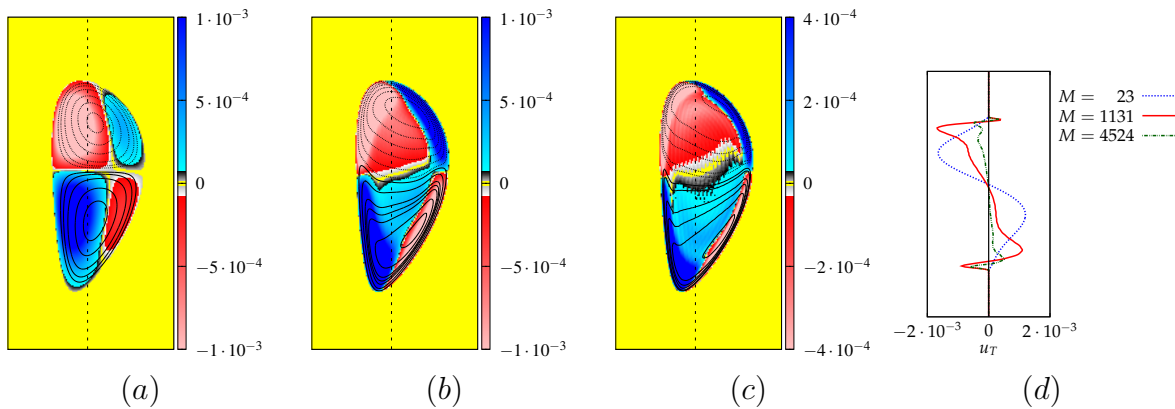 1·10⁻³
5·10⁻⁴
0
−5·10⁻⁴
−1·10⁻³
(a)
1·10⁻³
5·10⁻⁴
0
−5·10⁻⁴
−1·10⁻³
(b)
4·10⁻⁴
2·10⁻⁴
0
−2·10⁻⁴
−4·10⁻⁴
(c)
M = 23
M = 1131
M = 4524
−2·10⁻³ 0 2·10⁻³
u_T
(d)